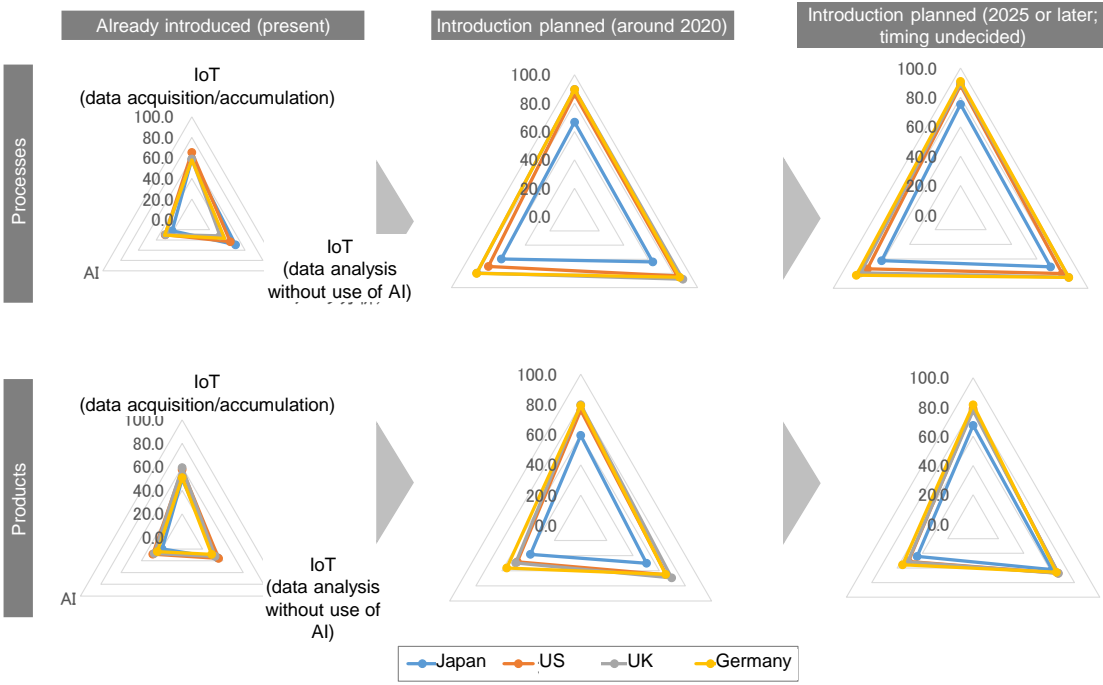 Already introduced (present)
Introduction planned (around 2020)
Introduction planned (2025 or later;
timing undecided)
Processes
IoT
(data acquisition/accumulation)
100.0
80.0
60.0
40.0
20.0
0.0
AI
IoT
(data analysis
without use of AI)
100.0
80.0
60.0
40.0
20.0
0.0
100.0
80.0
60.0
40.0
20.0
0.0
Products
IoT
(data acquisition/accumulation)
100.0
80.0
60.0
40.0
20.0
0.0
AI
IoT
(data analysis
without use of
AI)
100.0
80.0
60.0
40.0
20.0
0.0
100.0
80.0
60.0
40.0
20.0
0.0
Japan US UK Germany